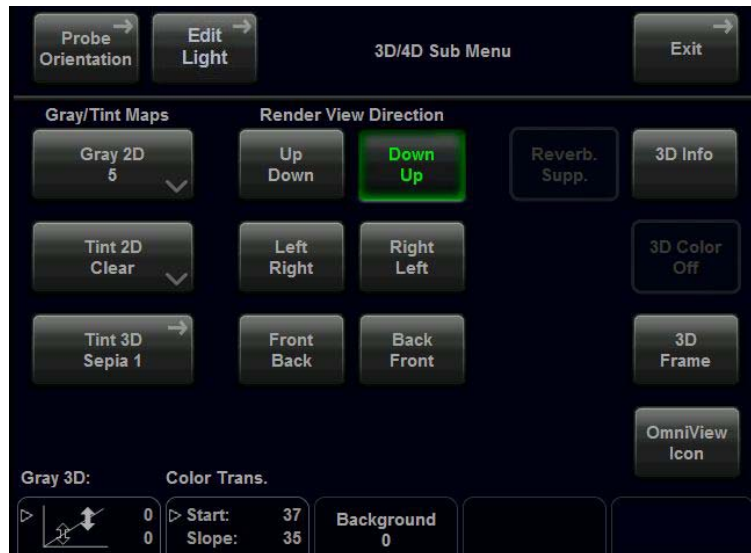 Probe
Orientation
Edit
Light
3D/4D Sub Menu
Exit
Gray/Tint Maps
Render View Direction
Gray 2D
5
Up
Down
Down
Up
Reverb.
Supp.
3D Info
Tint 2D
Clear
Left
Right
Right
Left
3D Color
Off
Tint 3D
Sepia 1
Front
Back
Back
Front
3D
Frame
OmniView
Icon
Gray 3D:
Color Trans.
0
0
Start: 37
Slope: 35
Background
0